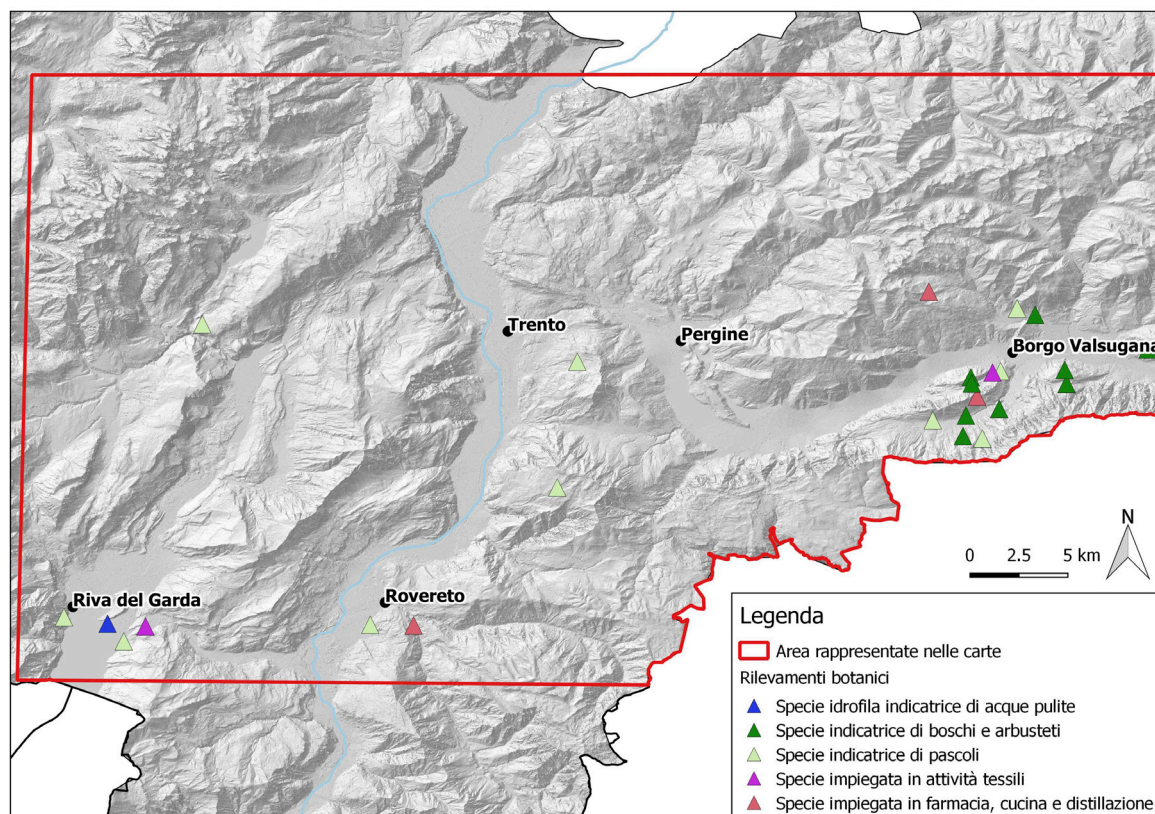 Trento
Pergine
Borgo Valsugana
Riva del Garda
Rovereto
N
0 2.5 5 km
Legenda
Area rappresentate nelle carte
Rilevamenti botanici
Specie idrofila indicatrice di acque pulite
Specie indicatrice di boschi e arbusteti
Specie indicatrice di pascoli
Specie impiegata in attività tessili
Specie impiegata in farmacia, cucina e distillazione